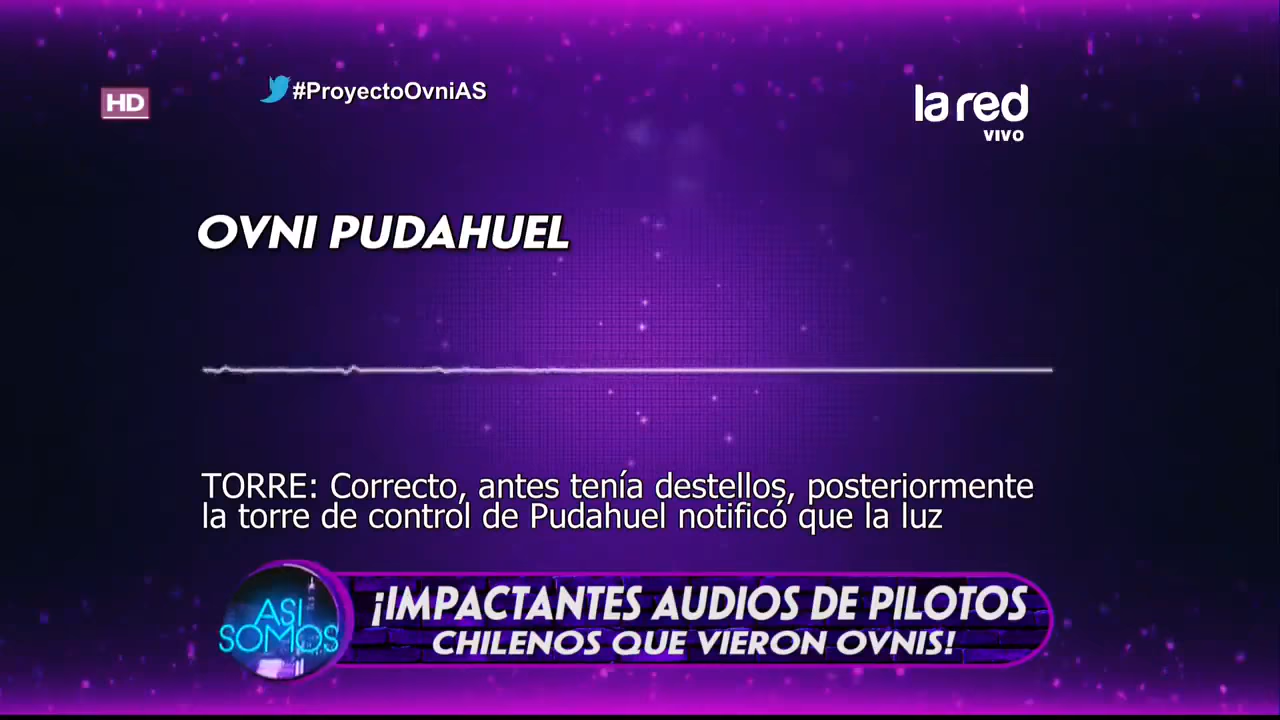 HD
#ProyectoOvniAS
la red
VIVO
OVNI PUDAHUEL
TORRE: Correcto, antes tenía destellos, posteriormente
la torre de control de Pudahuel notificó que la luz
ASI
SOMOS
¡IMPACTANTES AUDIOS DE PILOTOS
CHILENOS QUE VIERON OVNIS!